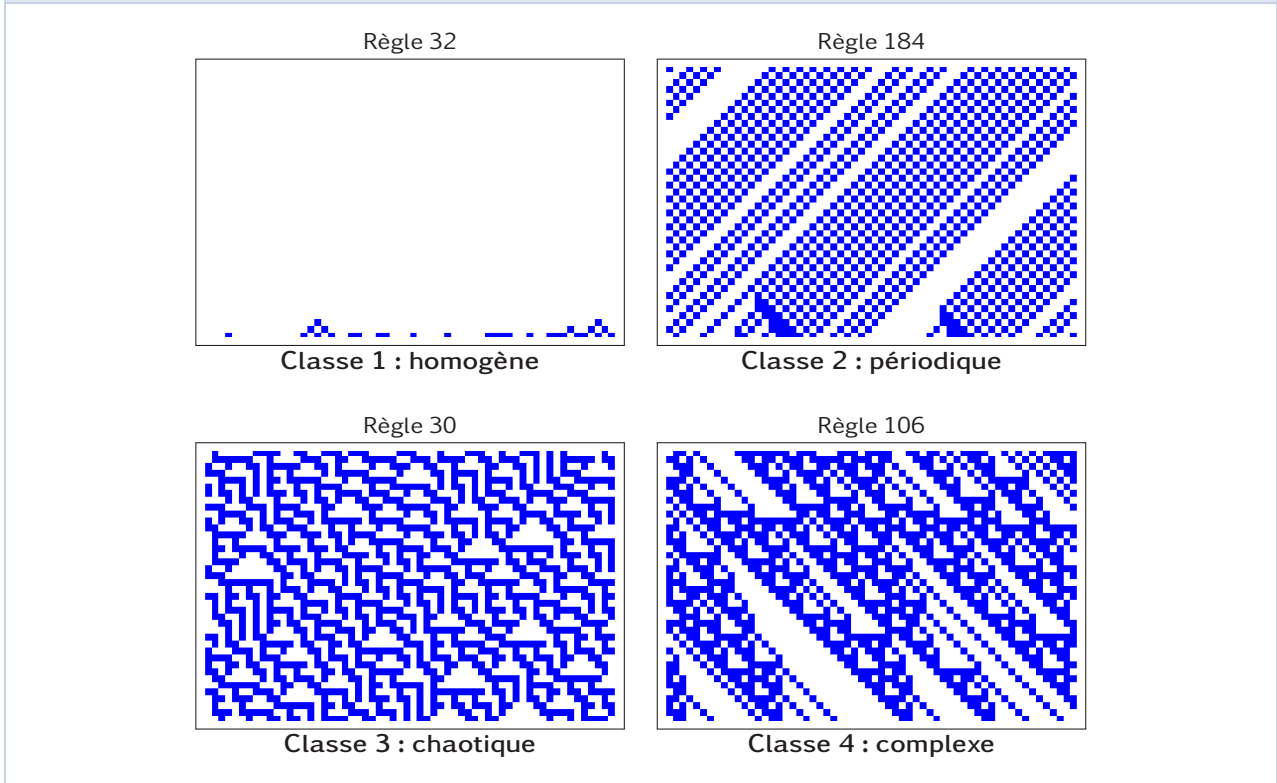 Règle 32
Règle 184
Classe 1 : homogène
Classe 2 : périodique
Règle 30
Règle 106
Classe 3 : chaotique
Classe 4 : complexe